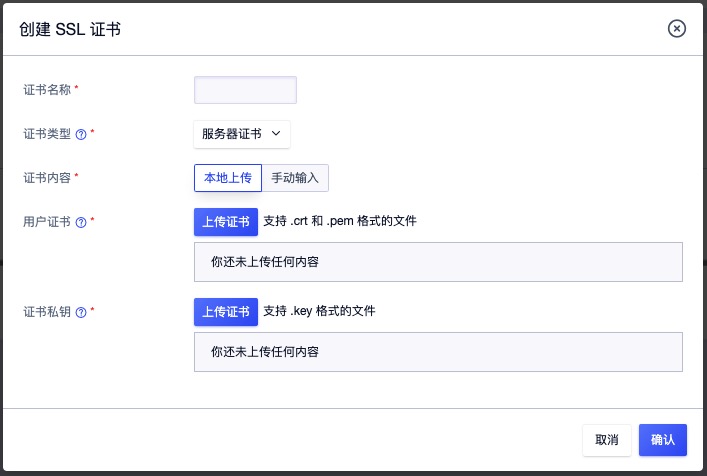 创建 SSL 证书
证书名称 *
证书类型 ? * 服务器证书
证书内容 * 本地上传 手动输入
用户证书 ? * 上传证书 支持 .crt 和 .pem 格式的文件
你还未上传任何内容
证书私钥 ? * 上传证书 支持 .key 格式的文件
你还未上传任何内容
取消 确认